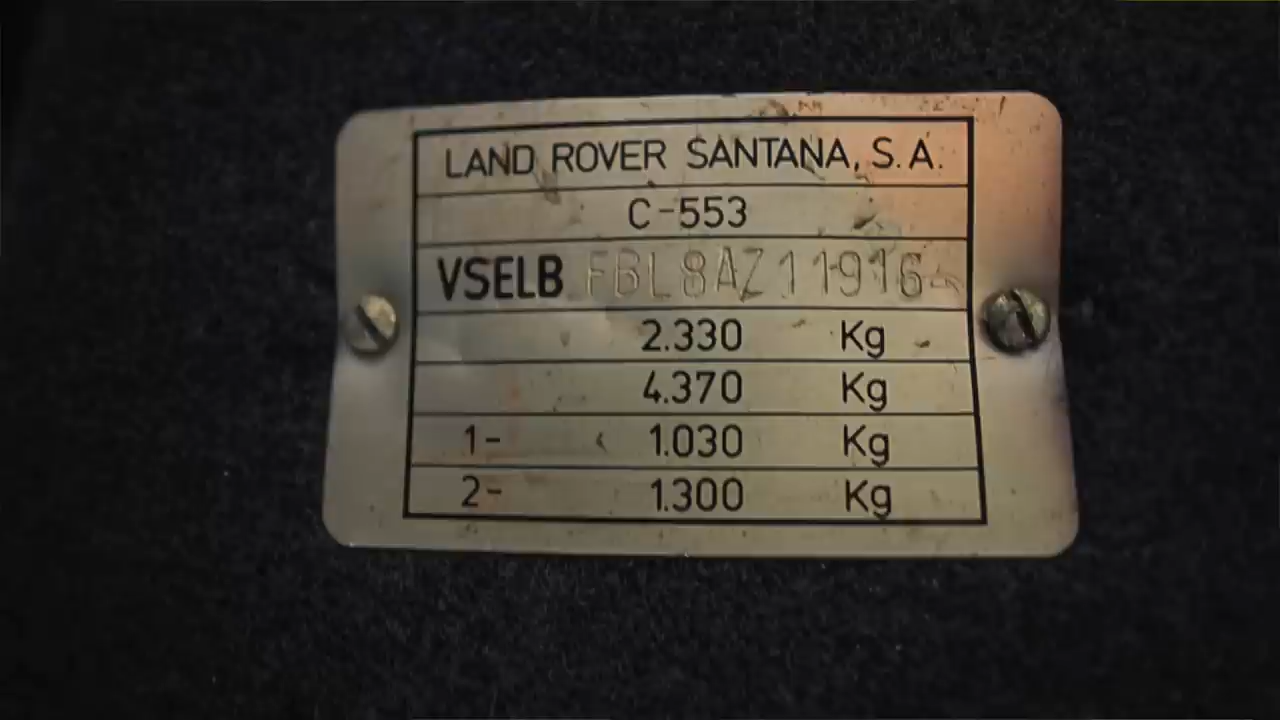 LAND ROVER SANTANA, S.A.
C-553
VSELB FBL8AZ11916
2.330 Kg
4.370 Kg
1- 1.030 Kg
2- 1.300 Kg